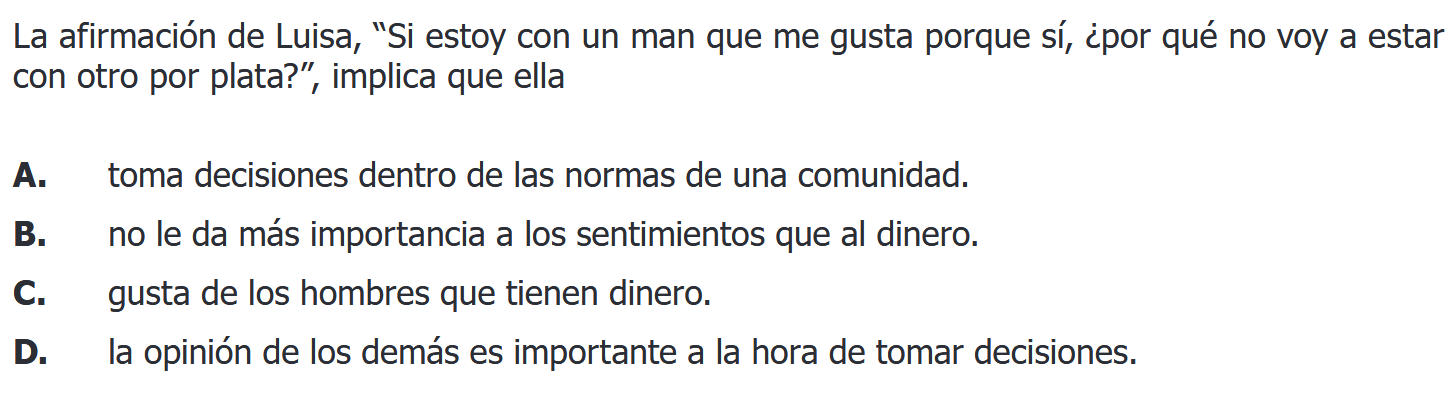 La afirmación de Luisa, “Si estoy con un man que me gusta porque sí, ¿por qué no voy a estar
con otro por plata?”, implica que ella
A. toma decisiones dentro de las normas de una comunidad.
B. no le da más importancia a los sentimientos que al dinero.
C. gusta de los hombres que tienen dinero.
D. la opinión de los demás es importante a la hora de tomar decisiones.